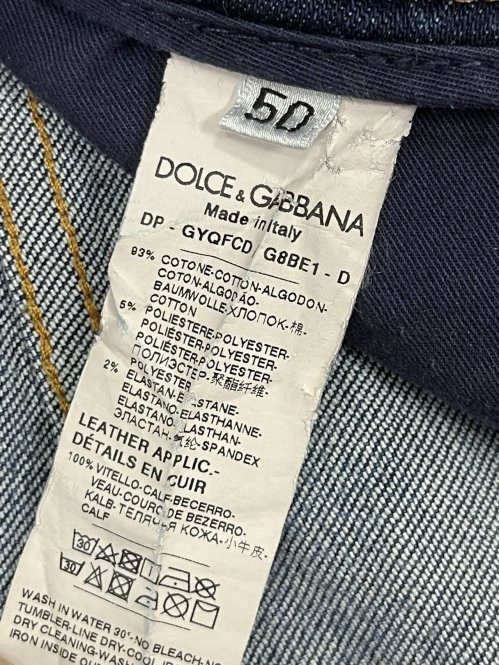 50
DOLCE & GABBANA
Made in Italy
DP - GYQFCD G8BE1 - D
93% COTONE-COTTON-ALGODON-
COTON-ALGODÃO-
BAUMWOLLE-ХЛОПОК-棉-
COTTON
5% POLIESTERE-POLYESTER-
POLIÉSTER-POLYESTER-
POLIÉSTER-POLYESTER-
ПОЛИЭСТЕР-聚酯纤维-
POLYESTER
2% ELASTAN-ELASTANE-
ELASTANO-ELASTHANNE-
ELASTANO-ELASTHAN-
ЭЛАСТАН-氨纶-SPANDEX
LEATHER APPLIC.-
DÉTAILS EN CUIR
100% VITELLO-CALF-BECERRO-
VEAU-COURO DE BEZERRO-
KALB-ТЕЛЯЧЬЯ КОЖА-小牛皮-
CALF
30
30
WASH IN WATER 30°-NO BLEACH-NO
TUMBLER-LINE DRY-COOL I
DRY CLEANING-WASH
IRON INSIDE OUT